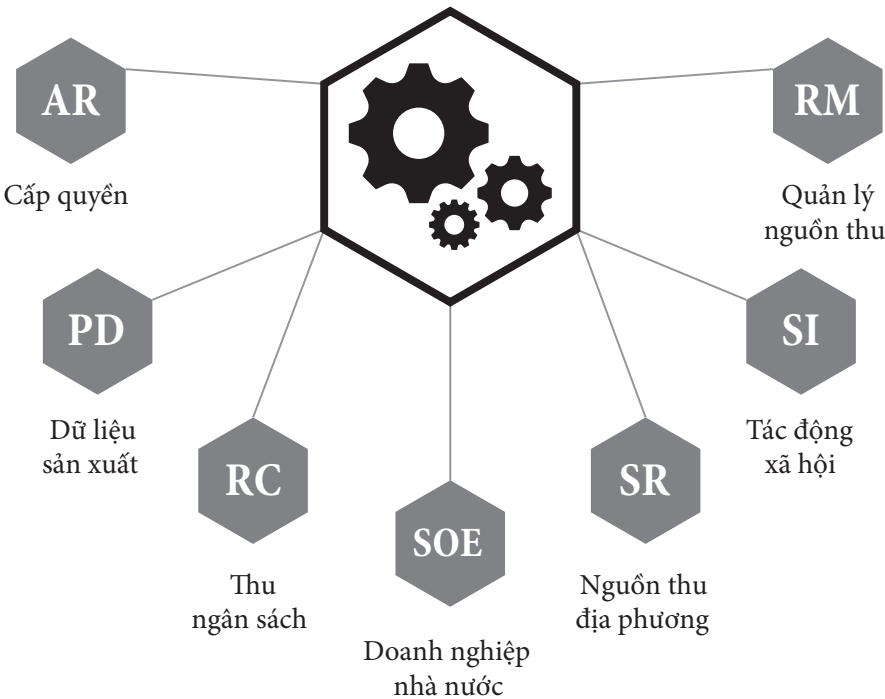 AR
Cấp quyền
PD
Dữ liệu
sản xuất
RC
Thu
ngân sách
SOE
Doanh nghiệp
nhà nước
SR
Nguồn thu
địa phương
SI
Tác động
xã hội
RM
Quản lý
nguồn thu